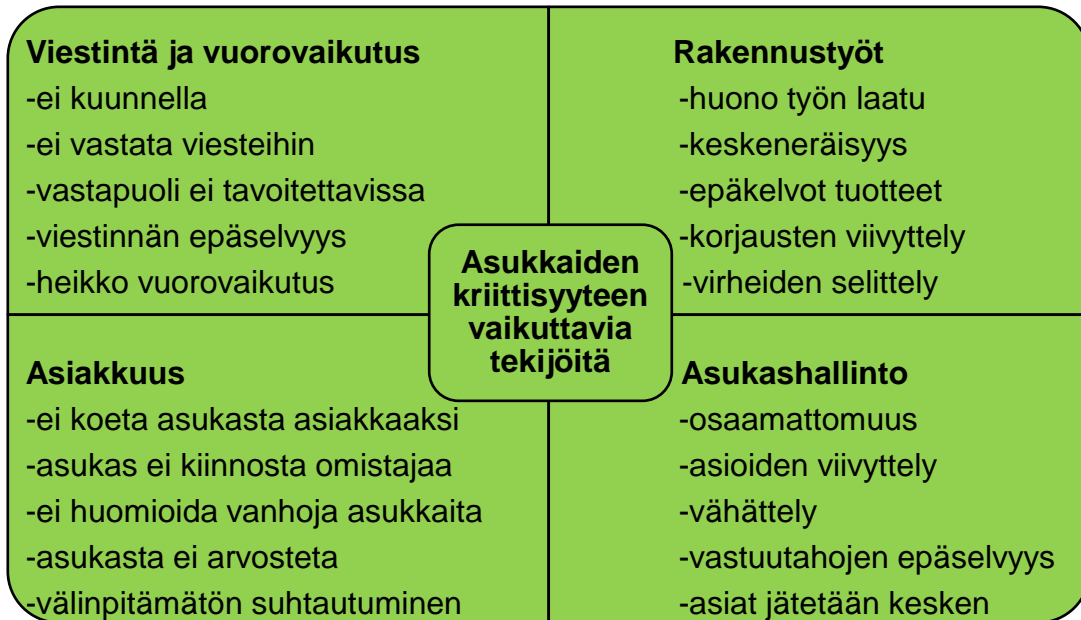 Viestintä ja vuorovaikutus
-ei kuunnella
-ei vastata viesteihin
-vastapuoli ei tavoitettavissa
-viestinnän epäselvyys
-heikko vuorovaikutus
Rakennustyöt
-huono työn laatu
-keskeneräisyys
-epäkelvot tuotteet
-korjausten viivyttely
-virheiden selittely
Asukkaiden
kriittisyyteen
vaikuttavia
tekijöitä
Asiakkuus
-ei koeta asukasta asiakkaaksi
-asukas ei kiinnosta omistajaa
-ei huomioida vanhoja asukkaita
-asukasta ei arvosteta
-välinpitämätön suhtautuminen
Asukashallinto
-osaamattomuus
-asioiden viivyttely
-vähättely
-vastuutahojen epäselvyys
-asiat jätetään kesken